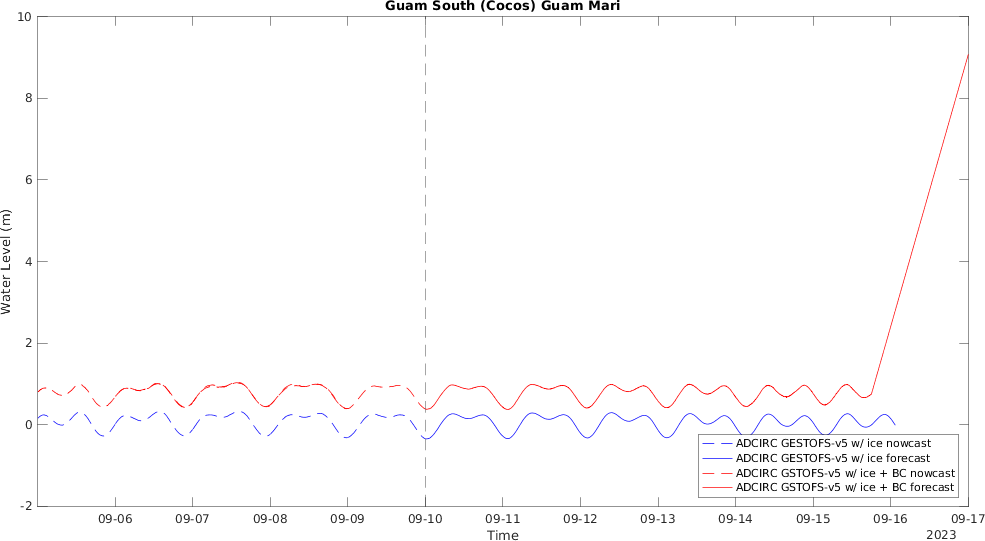 Guam South (Cocos) Guam Mari
10
8
6
4
2
0
-2
Water Level (m)
ADCIRC GESTOFS-v5 w/ ice nowcast
ADCIRC GESTOFS-v5 w/ ice forecast
ADCIRC GSTOFS-v5 w/ ice + BC nowcast
ADCIRC GSTOFS-v5 w/ ice + BC forecast
09-06 09-07 09-08 09-09 09-10 09-11 09-12 09-13 09-14 09-15 09-16 09-17
Time
2023